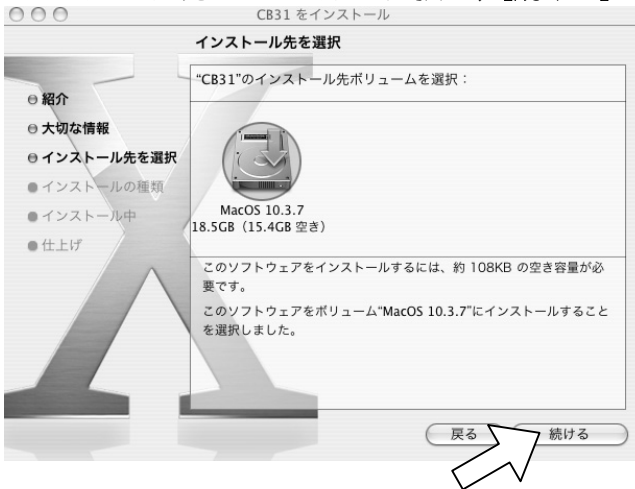 CB31 をインストール
インストール先を選択
紹介
大切な情報
インストール先を選択
インストールの種類
インストール中
仕上げ
“CB31”のインストール先ボリュームを選択：
MacOS 10.3.7
18.5GB（15.4GB 空き）
このソフトウェアをインストールするには、約 108KB の空き容量が必
要です。
このソフトウェアをボリューム“MacOS 10.3.7”にインストールすること
を選択しました。
戻る
続ける